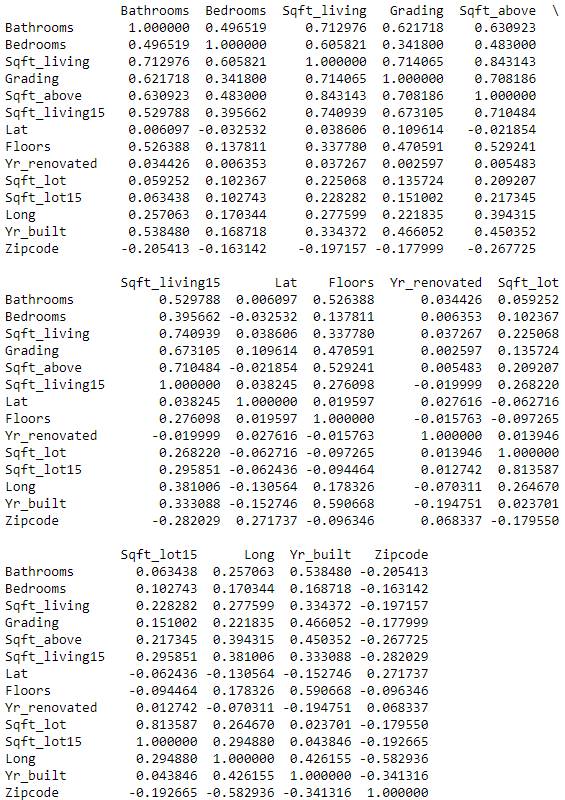 Bathrooms Bedrooms Sqft_living Grading Sqft_above \
Bathrooms 1.000000 0.496519 0.712976 0.621718 0.630923
Bedrooms 0.496519 1.000000 0.605821 0.341800 0.483000
Sqft_living 0.712976 0.605821 1.000000 0.714065 0.843143
Grading 0.621718 0.341800 0.714065 1.000000 0.708186
Sqft_above 0.630923 0.483000 0.843143 0.708186 1.000000
Sqft_living15 0.529788 0.395662 0.740939 0.673105 0.710484
Lat 0.006097 -0.032532 0.038606 0.109614 -0.021854
Floors 0.526388 0.137811 0.337780 0.470591 0.529241
Yr_renovated 0.034426 0.006353 0.037267 0.002597 0.005483
Sqft_lot 0.059252 0.102367 0.225068 0.135724 0.209207
Sqft_lot15 0.063438 0.102743 0.228282 0.151002 0.217345
Long 0.257063 0.170344 0.277599 0.221835 0.394315
Yr_built 0.538480 0.168718 0.334372 0.466052 0.450352
Zipcode -0.205413 -0.163142 -0.197157 -0.177999 -0.267725
Sqft_living15 Lat Floors Yr_renovated Sqft_lot
Bathrooms 0.529788 0.006097 0.526388 0.034426 0.059252
Bedrooms 0.395662 -0.032532 0.137811 0.006353 0.102367
Sqft_living 0.740939 0.038606 0.337780 0.037267 0.225068
Grading 0.673105 0.109614 0.470591 0.002597 0.135724
Sqft_above 0.710484 -0.021854 0.529241 0.005483 0.209207
Sqft_living15 1.000000 0.038245 0.276098 -0.019999 0.268220
Lat 0.038245 1.000000 0.019597 0.027616 -0.062716
Floors 0.276098 0.019597 1.000000 -0.015763 -0.097265
Yr_renovated -0.019999 0.027616 -0.015763 1.000000 0.013946
Sqft_lot 0.268220 -0.062716 -0.097265 0.013946 1.000000
Sqft_lot15 0.295851 -0.062436 -0.094464 0.012742 0.813587
Long 0.381006 -0.130564 0.178326 -0.070311 0.264670
Yr_built 0.333088 -0.152746 0.590668 -0.194751 0.023701
Zipcode -0.282029 0.271737 -0.096346 0.068337 -0.179550
Sqft_lot15 Long Yr_built Zipcode
Bathrooms 0.063438 0.257063 0.538480 -0.205413
Bedrooms 0.102743 0.170344 0.168718 -0.163142
Sqft_living 0.228282 0.277599 0.334372 -0.197157
Grading 0.151002 0.221835 0.466052 -0.177999
Sqft_above 0.217345 0.394315 0.450352 -0.267725
Sqft_living15 0.295851 0.381006 0.333088 -0.282029
Lat -0.062436 -0.130564 -0.152746 0.271737
Floors -0.094464 0.178326 0.590668 -0.096346
Yr_renovated 0.012742 -0.070311 -0.194751 0.068337
Sqft_lot 0.813587 0.264670 0.023701 -0.179550
Sqft_lot15 1.000000 0.294880 0.043846 -0.192665
Long 0.294880 1.000000 0.426155 -0.582936
Yr_built 0.043846 0.426155 1.000000 -0.341316
Zipcode -0.192665 -0.582936 -0.341316 1.000000